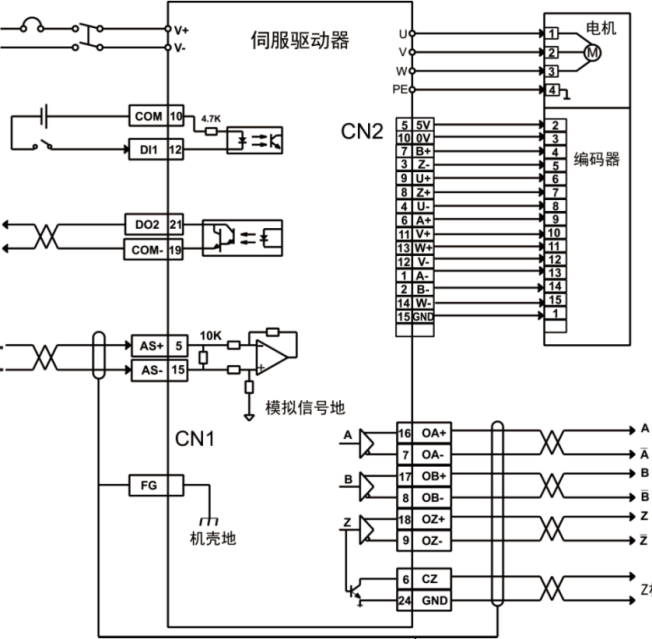 V+
V-
伺服驱动器
U
V
W
PE
电机
1
2
3
4
M
COM 10
4.7K
DI1 12
CN2
5 5V 2
10 0V 3
7 B+ 4
3 Z- 5
9 U+ 6
8 Z+ 7
4 U- 8
6 A+ 9
11 V+ 10
13 W+ 11
12 V- 12
1 A- 13
2 B- 14
14 W- 15
15 GND 1
编码器
DO2 21
COM- 19
AS+ 5
10K
AS- 15
模拟信号地
CN1
FG
机壳地
A 16 OA+ A
7 OA- A̅
B 17 OB+ B
8 OB- B̅
Z 18 OZ+ Z
9 OZ- Z̅
6 CZ
24 GND
Z